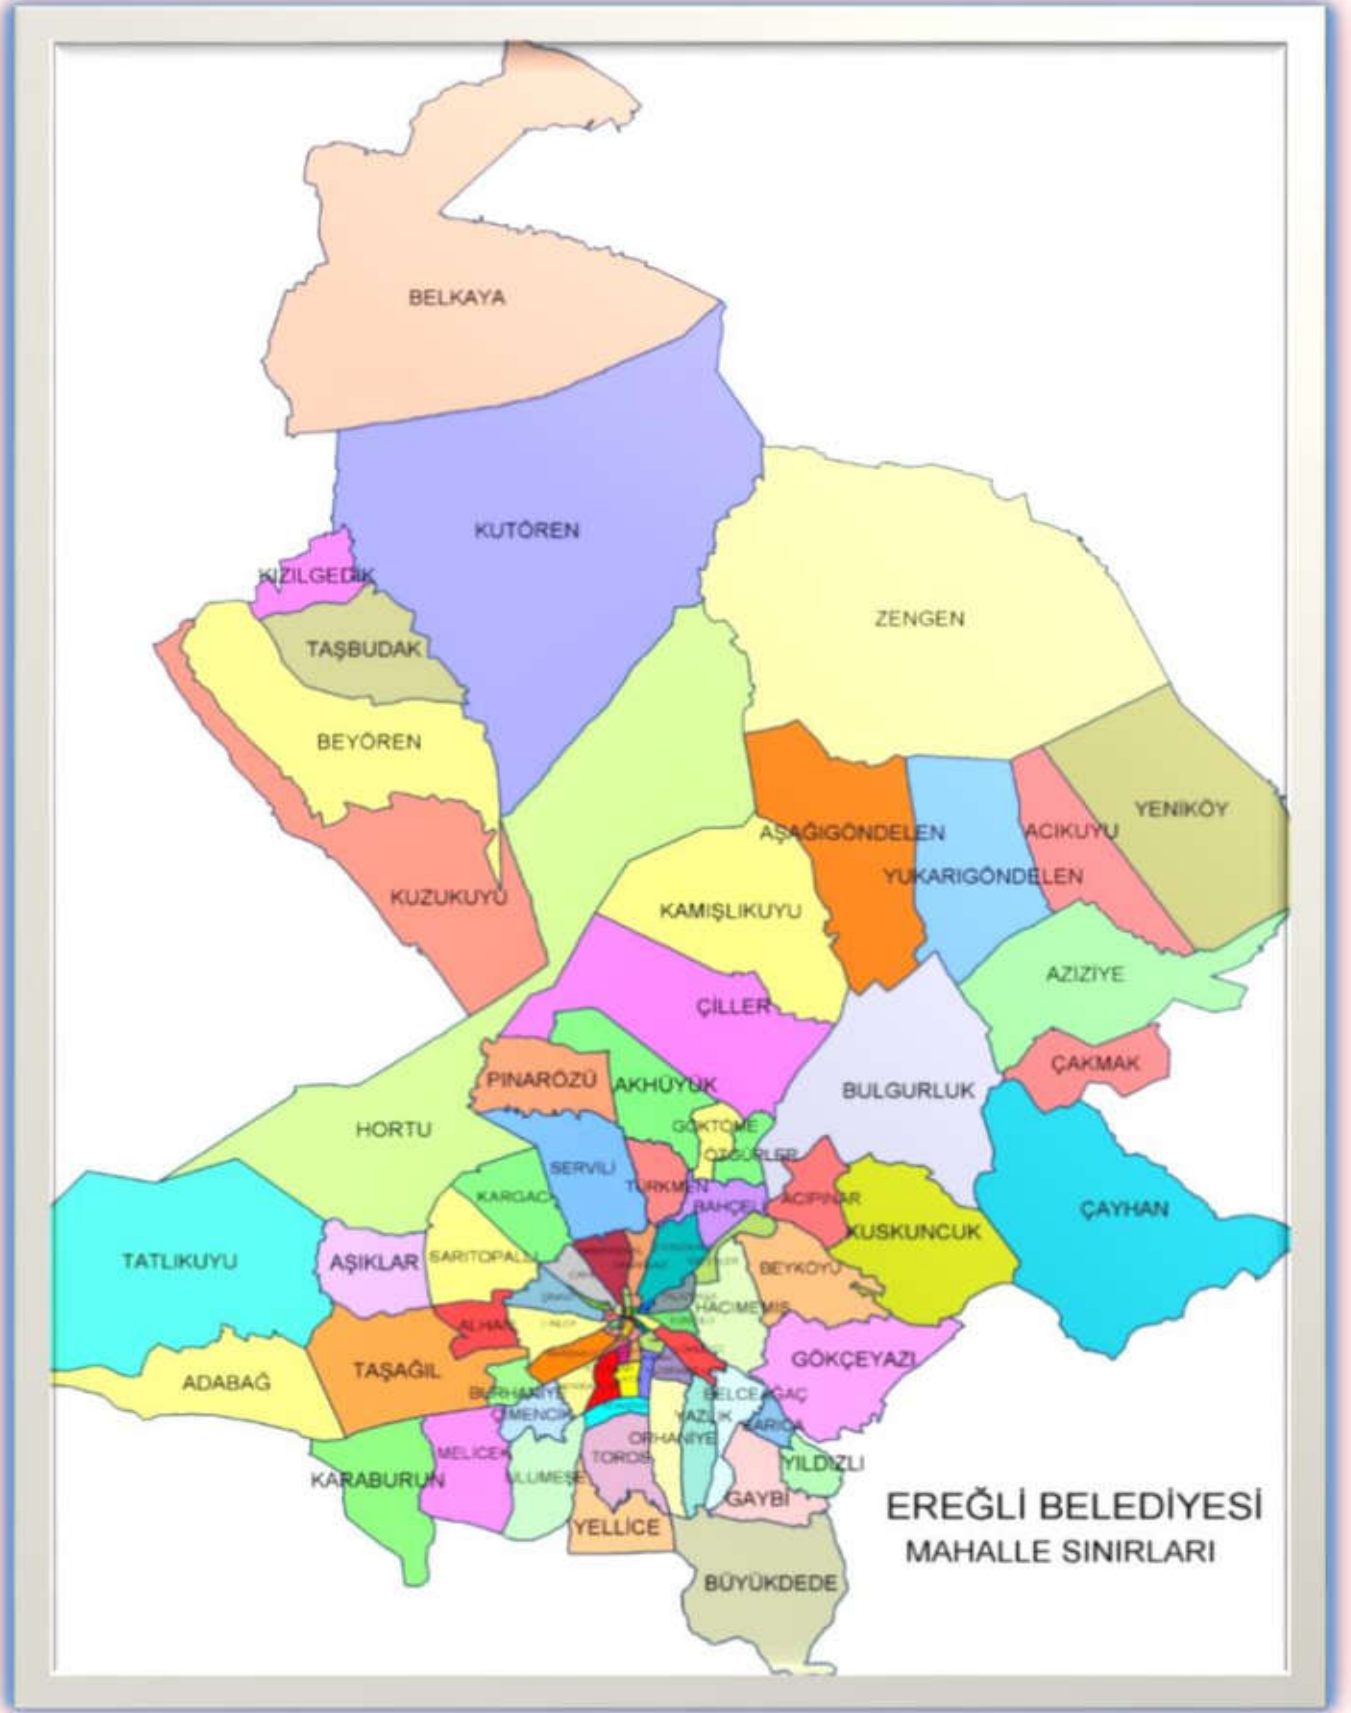 BELKAYA
KUTÖREN
KIZILGEDİK
ZENGEN
TAŞBUDAK
BEYÖREN
YENİKÖY
AŞAĞIGÖNDELEN
ACIKUYU
YUKARIGÖNDELEN
KUZUKUYU
KAMIŞLIKUYU
AZİZİYE
ÇİLLER
ÇAKMAK
PINARÖZÜ
AKHÜYÜK
BULGURLUK
HORTU
GÖKTÖME
ÖZGÜRLER
SERVİLİ
TÜRKMEN
KARGACI
BAHÇELİ
ACIPINAR
ÇAYHAN
KUSKUNCUK
TATLIKUYU
AŞIKLAR
SARITOPALLI
BEYKÖYÜ
HACIMEMİŞ
ALHAN
GÖKÇEYAZI
TAŞAĞIL
ADABAĞ
BURHANİYE
BELCEAĞAÇ
ÇİMENCİK
YAZLIK
SARICA
ORHANİYE
MELİCEK
TOROS
YILDIZLI
KARABURUN
ULUMEŞE
GAYBİ
EREĞLİ BELEDİYESİ
YELLİCE
MAHALLE SINIRLARI
BÜYÜKDEDE